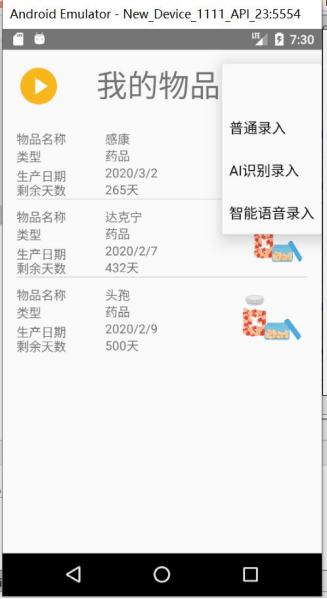 Android Emulator - New_Device_1111_API_23:5554
LTE 7:30
我的物品
普通录入
AI识别录入
智能语音录入
物品名称 感康
类型 药品
生产日期 2020/3/2
剩余天数 265天
物品名称 达克宁
类型 药品
生产日期 2020/2/7
剩余天数 432天
物品名称 头孢
类型 药品
生产日期 2020/2/9
剩余天数 500天